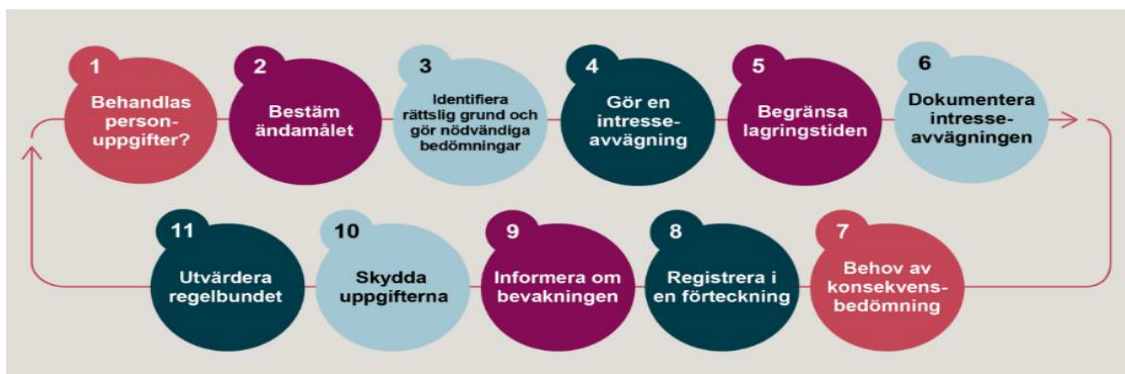 1
Behandlas
person-
uppgifter?
2
Bestäm
ändamålet
3
Identifiera
rättslig grund och
gör nödvändiga
bedömningar
4
Gör en
intresse-
avvägning
5
Begränsa
lagringstiden
6
Dokumentera
intresse-
avvägningen
7
Behov av
konsekvens-
bedömning
8
Registrera i
en förteckning
9
Informera om
bevakningen
10
Skydda
uppgifterna
11
Utvärdera
regelbundet